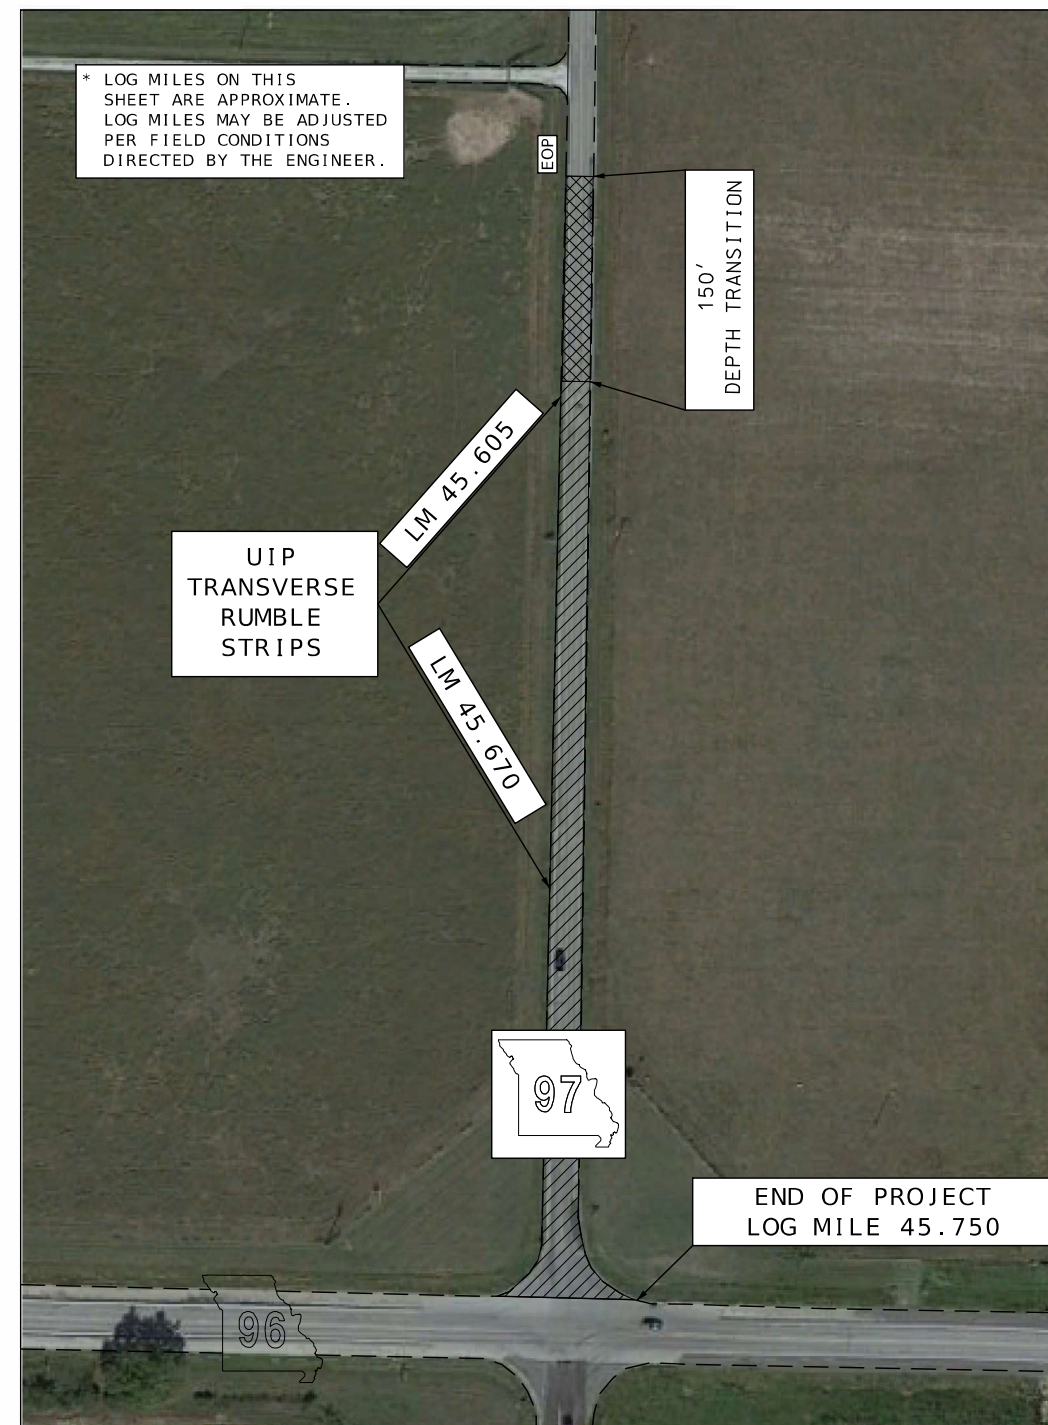 * LOG MILES ON THIS
SHEET ARE APPROXIMATE.
LOG MILES MAY BE ADJUSTED
PER FIELD CONDITIONS
DIRECTED BY THE ENGINEER.
EOP
150'
DEPTH TRANSITION
LM 45.605
UIP
TRANSVERSE
RUMBLE
STRIPS
LM 45.670
97
END OF PROJECT
LOG MILE 45.750
96